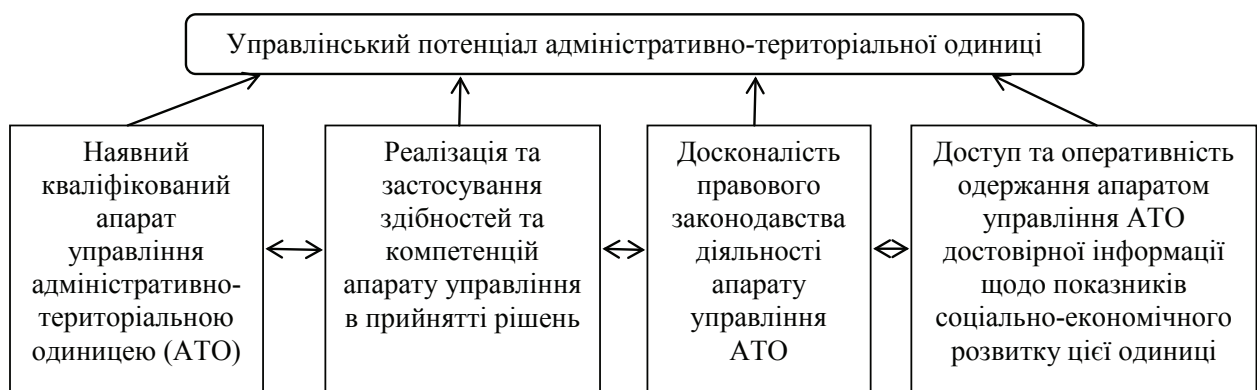 Управлінський потенціал адміністративно-територіальної одиниці
Наявний
кваліфікований
апарат
управління
адміністративно-
територіальною
одиницею (АТО)
Реалізація та
застосування
здібностей та
компетенцій
апарату управління
в прийнятті рішень
Досконалість
правового
законодавства
діяльності
апарату
управління
АТО
Доступ та оперативність
одержання апаратом
управління АТО
достовірної інформації
щодо показників
соціально-економічного
розвитку цієї одиниці